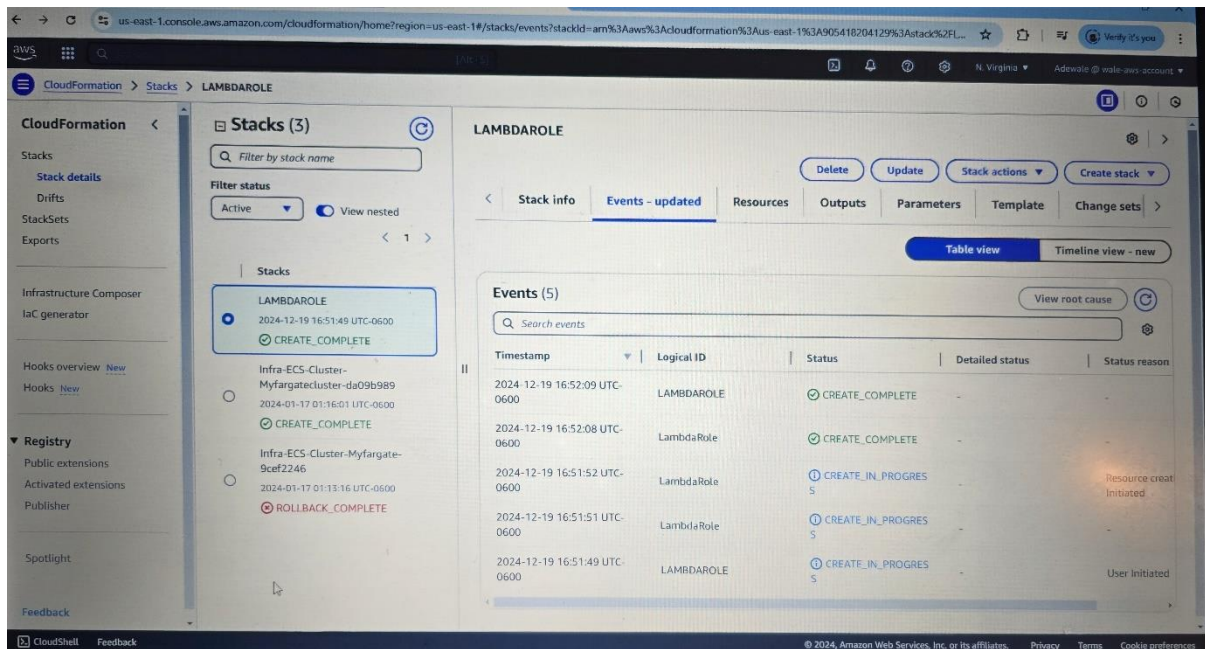 us-east-1.console.aws.amazon.com/cloudformation/home?region=us-east-1#/stacks/events?stackId=arn%3Aaws%3Acloudformation%3Aus-east-1%3A905418204129%3Astack%2FL... Verify it's you
aws [Alt+S] N. Virginia Adewale @ wale-aws-account
CloudFormation > Stacks > LAMBDAROLE
CloudFormation
Stacks
Stack details
Drifts
StackSets
Exports
Infrastructure Composer
IaC generator
Hooks overview New
Hooks New
Registry
Public extensions
Activated extensions
Publisher
Spotlight
Feedback
Stacks (3)
Filter by stack name
Filter status
Active View nested
1
Stacks
LAMBDAROLE
2024-12-19 16:51:49 UTC-0600
CREATE_COMPLETE
Infra-ECS-Cluster-
Myfargatecluster-da09b989
2024-01-17 01:16:01 UTC-0600
CREATE_COMPLETE
Infra-ECS-Cluster-Myfargate-
9cef2246
2024-01-17 01:13:16 UTC-0600
ROLLBACK_COMPLETE
LAMBDAROLE
Delete Update Stack actions Create stack
Stack info Events - updated Resources Outputs Parameters Template Change sets
Table view Timeline view - new
Events (5)
View root cause
Search events
Timestamp Logical ID Status Detailed status Status reason
2024-12-19 16:52:09 UTC-
0600 LAMBDAROLE CREATE_COMPLETE - -
2024-12-19 16:52:08 UTC-
0600 LambdaRole CREATE_COMPLETE - -
2024-12-19 16:51:52 UTC- CREATE_IN_PROGRES Resource creat
0600 LambdaRole S - Initiated
2024-12-19 16:51:51 UTC- CREATE_IN_PROGRES
0600 LambdaRole S - -
2024-12-19 16:51:49 UTC- CREATE_IN_PROGRES
0600 LAMBDAROLE S - User Initiated
CloudShell Feedback © 2024, Amazon Web Services, Inc. or its affiliates. Privacy Terms Cookie preferences